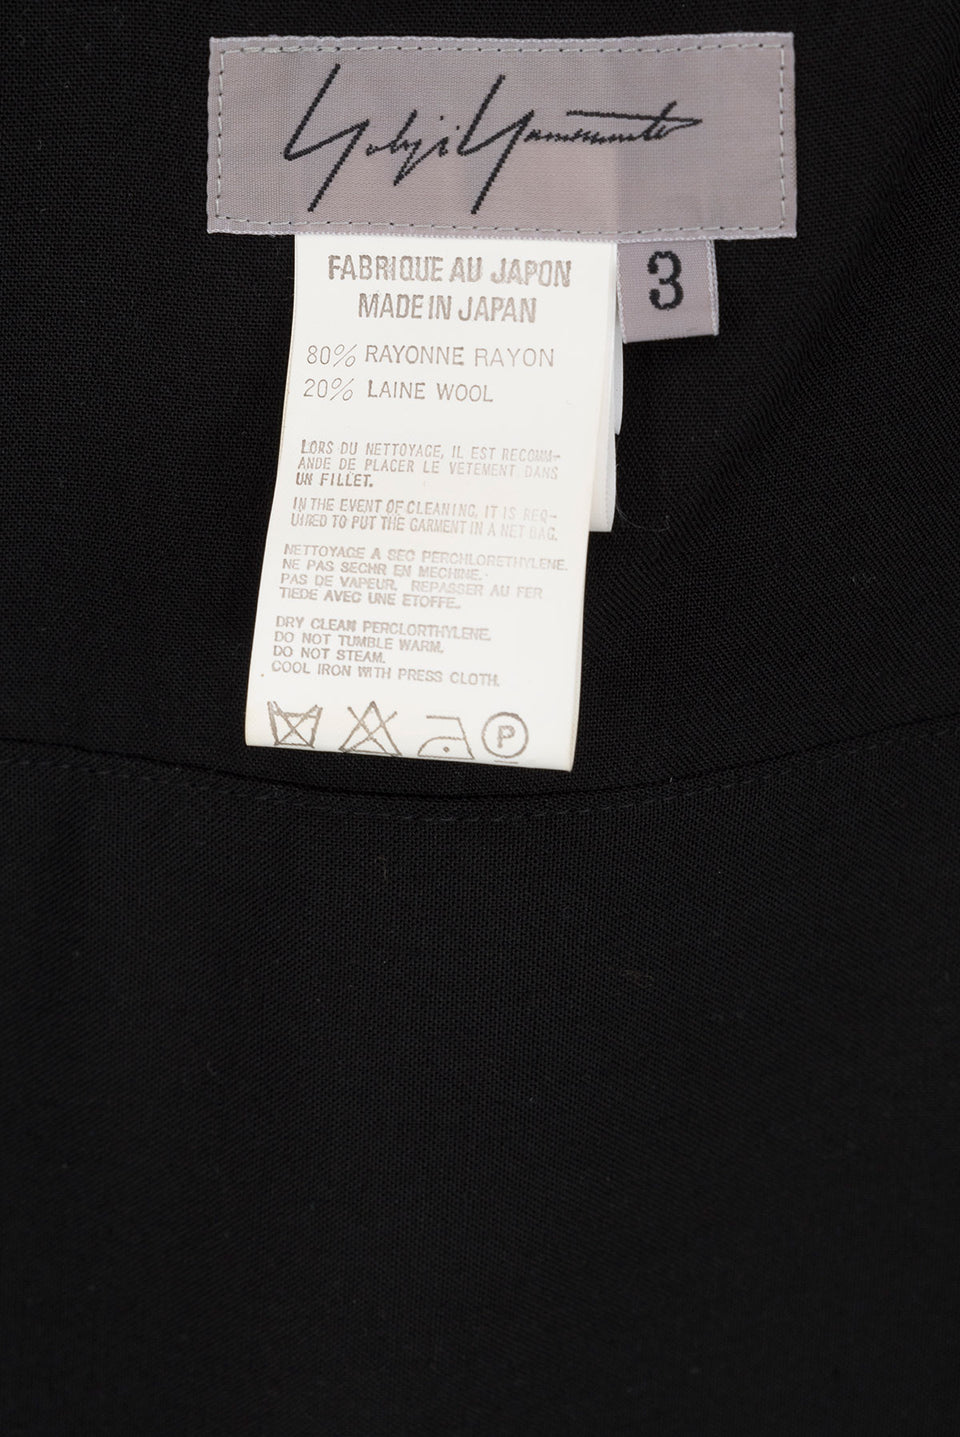 Yohji Yamamoto
3
FABRIQUE AU JAPON
MADE IN JAPAN
80% RAYONNE RAYON
20% LAINE WOOL
LORS DU NETTOYAGE, IL EST RECOMM-
ANDE DE PLACER LE VETEMENT DANS
UN FILLET.
IN THE EVENT OF CLEANING, IT IS REQ-
UIRED TO PUT THE GARMENT IN A NET BAG.
NETTOYAGE A SEC PERCHLORETHYLENE.
NE PAS SECHR EN MECHINE.
PAS DE VAPEUR. REPASSER AU FER
TIEDE AVEC UNE ETOFFE.
DRY CLEAN PERCLORTHYLENE.
DO NOT TUMBLE WARM.
DO NOT STEAM.
COOL IRON WITH PRESS CLOTH.
P